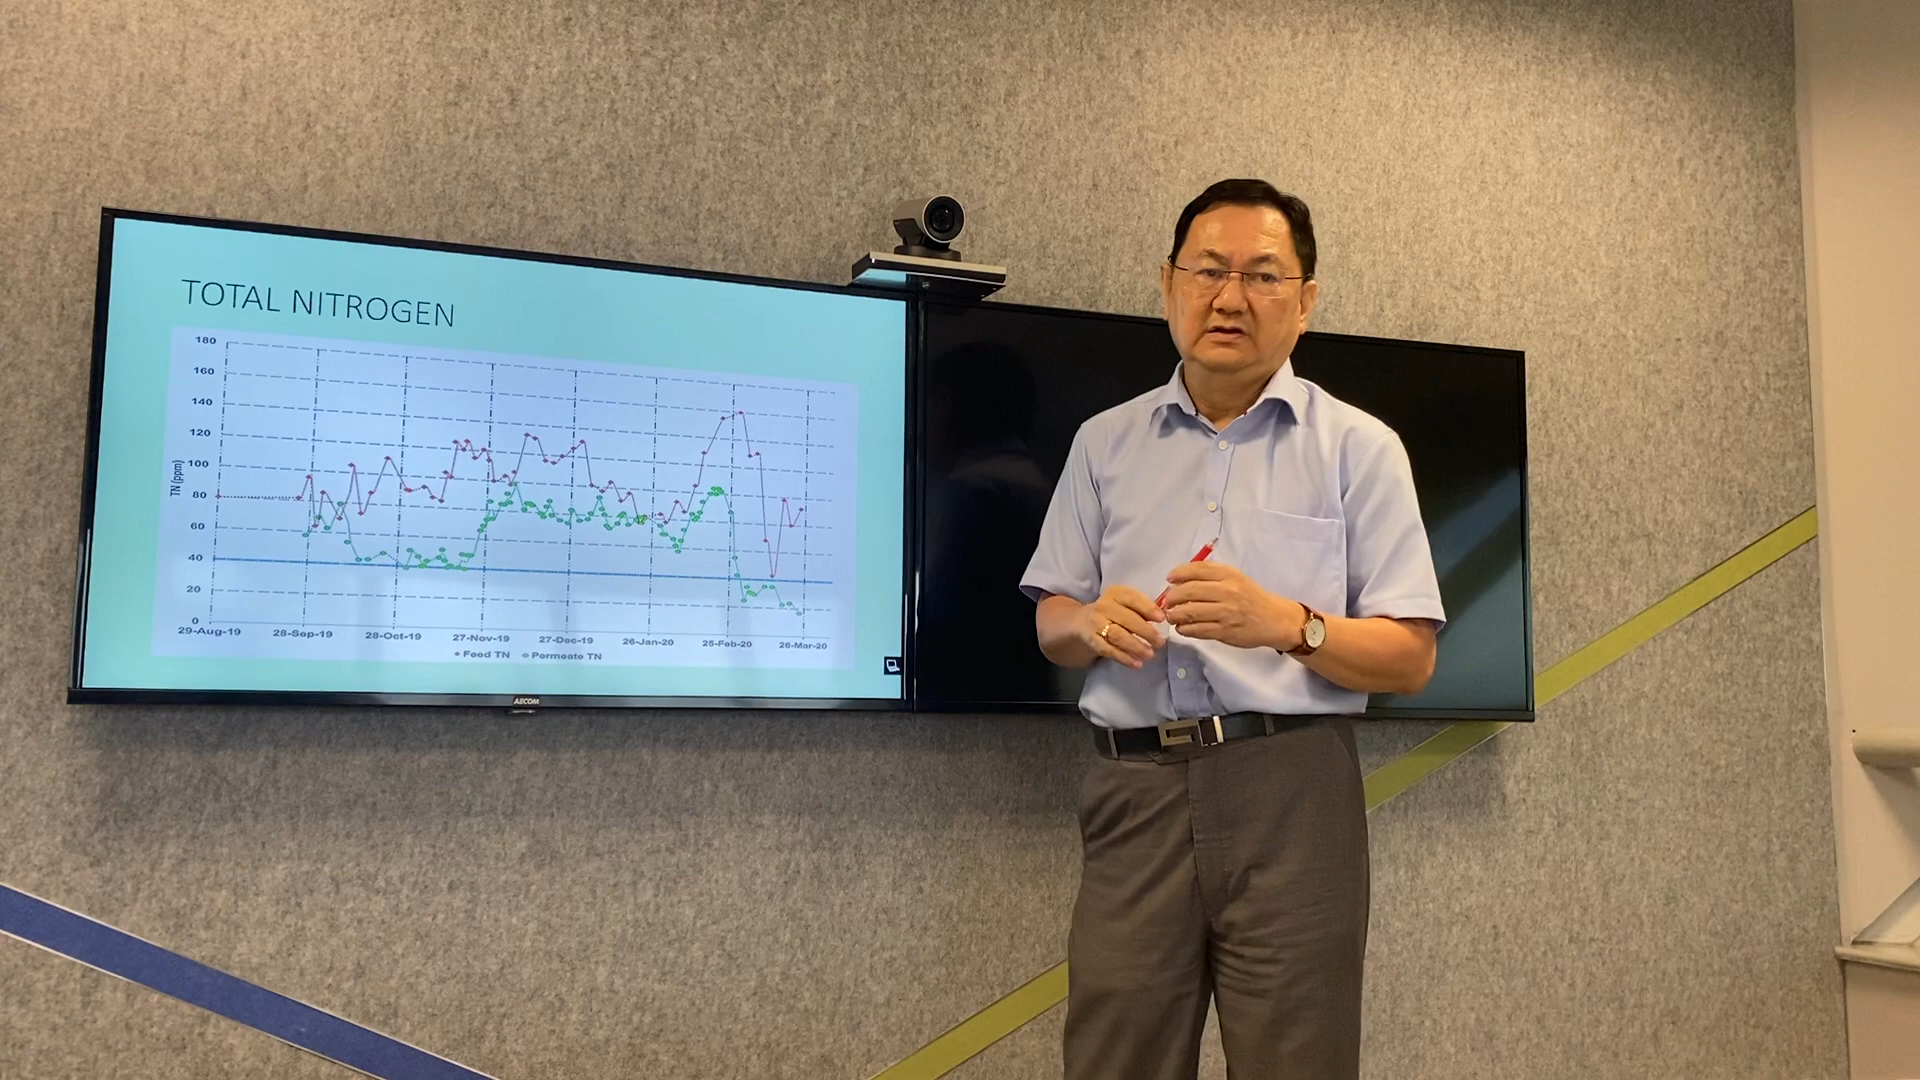 TOTAL NITROGEN
180
160
140
120
100
80
60
40
20
0
TN (ppm)
29-Aug-19 28-Sep-19 28-Oct-19 27-Nov-19 27-Dec-19 26-Jan-20 25-Feb-20 26-Mar-20
Feed TN Permeate TN
AECOM